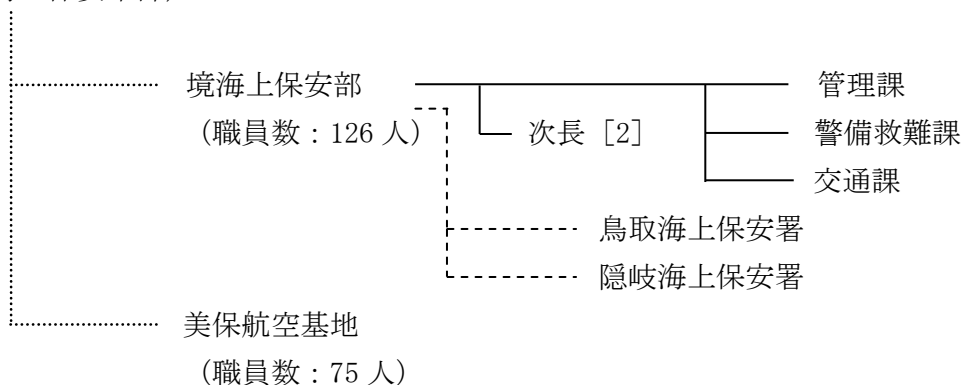 境海上保安部 管理課
(職員数:126 人) 次長 [2] 警備救難課
交通課
鳥取海上保安署
隠岐海上保安署
美保航空基地
(職員数:75 人)